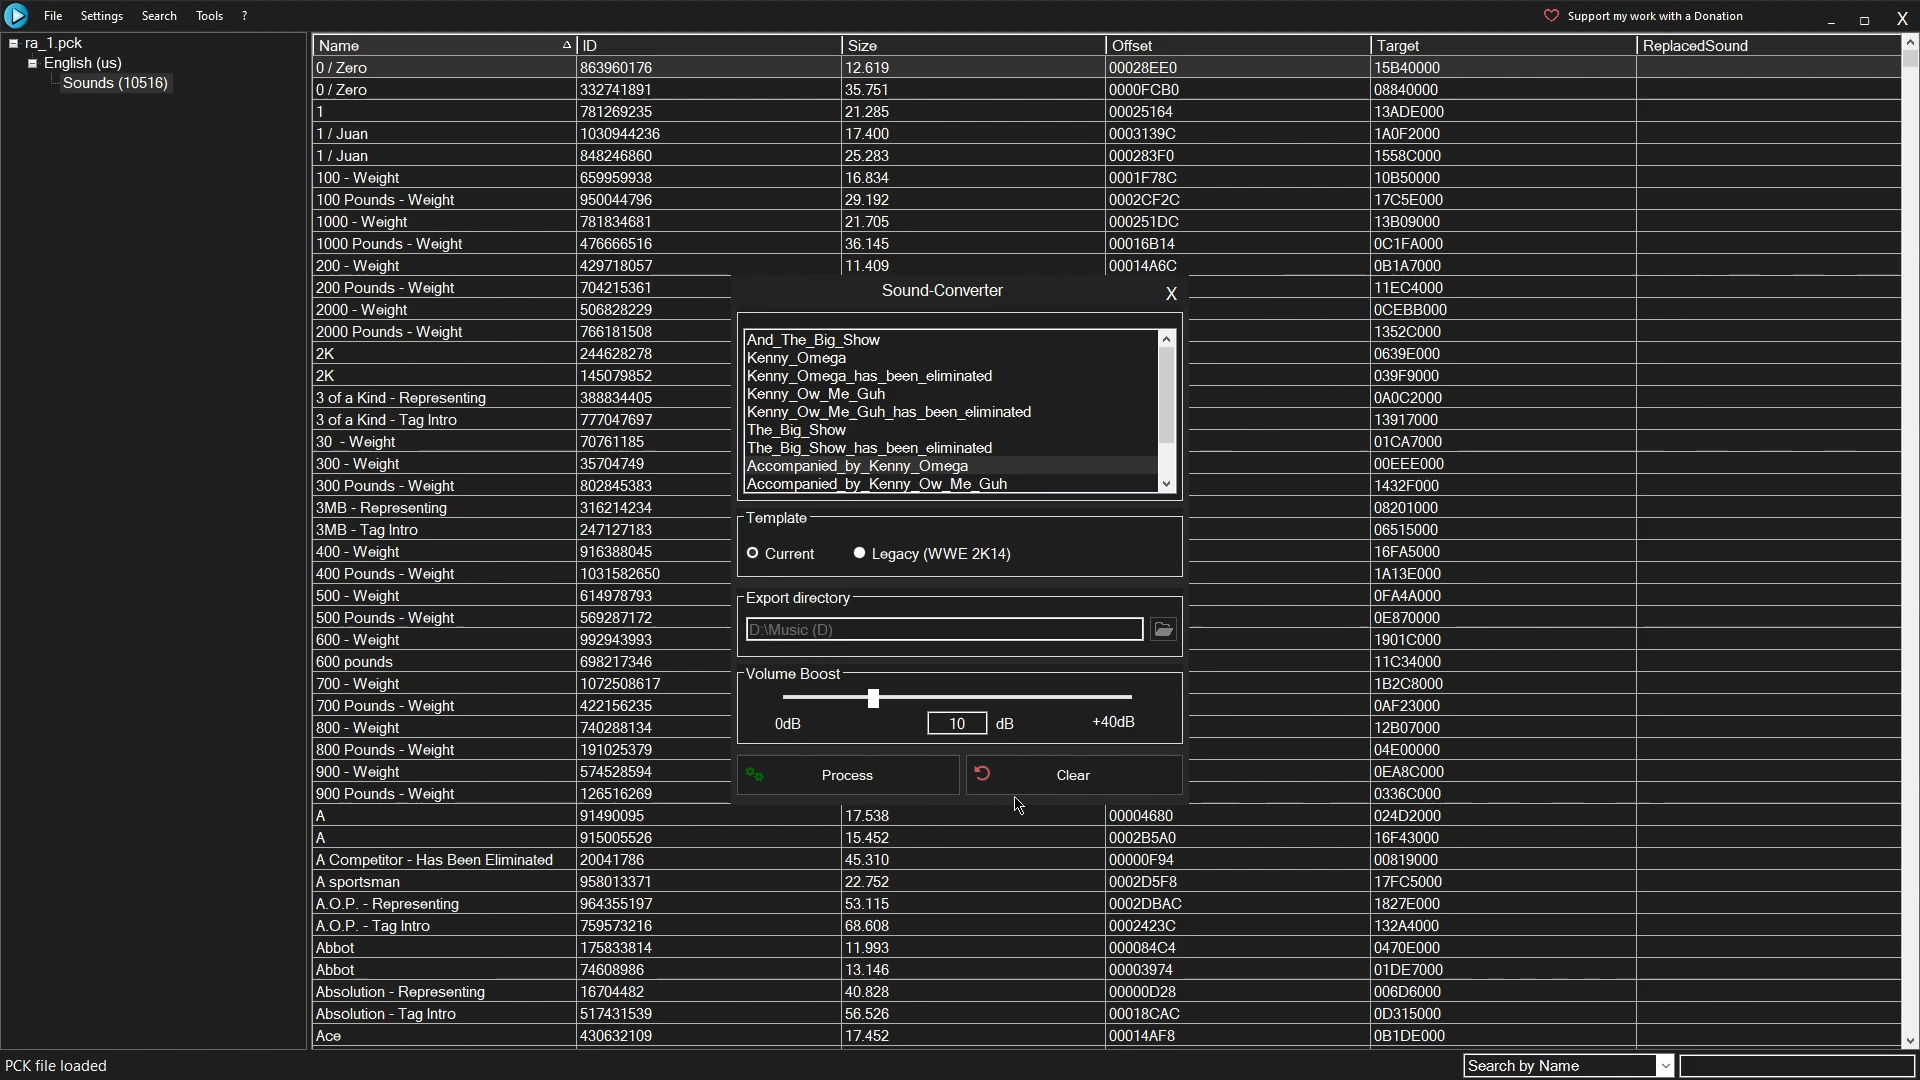 File Settings Search Tools ? Support my work with a Donation _ X
ra_1.pck
English (us)
Sounds (10516)
Name ID Size Offset Target ReplacedSound
0 / Zero 863960176 12.619 00028EE0 15B40000
0 / Zero 332741891 35.751 0000FCB0 08840000
1 781269235 21.285 00025164 13ADE000
1 / Juan 1030944236 17.400 0003139C 1A0F2000
1 / Juan 848246860 25.283 000283F0 1558C000
100 - Weight 659959938 16.834 0001F78C 10B50000
100 Pounds - Weight 950044796 29.192 0002CF2C 17C5E000
1000 - Weight 781834681 21.705 000251DC 13B09000
1000 Pounds - Weight 476666516 36.145 00016B14 0C1FA000
200 - Weight 429718057 11.409 00014A6C 0B1A7000
200 Pounds - Weight 704215361 11EC4000
2000 - Weight 506828229 0CEBB000
2000 Pounds - Weight 766181508 1352C000
2K 244628278 0639E000
2K 145079852 039F9000
3 of a Kind - Representing 388834405 0A0C2000
3 of a Kind - Tag Intro 777047697 13917000
30  - Weight 70761185 01CA7000
300 - Weight 35704749 00EEE000
300 Pounds - Weight 802845383 1432F000
3MB - Representing 316214234 08201000
3MB - Tag Intro 247127183 06515000
400 - Weight 916388045 16FA5000
400 Pounds - Weight 1031582650 1A13E000
500 - Weight 614978793 0FA4A000
500 Pounds - Weight 569287172 0E870000
600 - Weight 992943993 1901C000
600 pounds 698217346 11C34000
700 - Weight 1072508617 1B2C8000
700 Pounds - Weight 422156235 0AF23000
800 - Weight 740288134 12B07000
800 Pounds - Weight 191025379 04E00000
900 - Weight 574528594 0EA8C000
900 Pounds - Weight 126516269 0336C000
A 91490095 17.538 00004680 024D2000
A 915005526 15.452 0002B5A0 16F43000
A Competitor - Has Been Eliminated 20041786 45.310 00000F94 00819000
A sportsman 958013371 22.752 0002D5F8 17FC5000
A.O.P. - Representing 964355197 53.115 0002DBAC 1827E000
A.O.P. - Tag Intro 759573216 68.608 0002423C 132A4000
Abbot 175833814 11.993 000084C4 0470E000
Abbot 74608986 13.146 00003974 01DE7000
Absolution - Representing 16704482 40.828 00000D28 006D6000
Absolution - Tag Intro 517431539 56.526 00018CAC 0D315000
Ace 430632109 17.452 00014AF8 0B1DE000
Sound-Converter X
And_The_Big_Show
Kenny_Omega
Kenny_Omega_has_been_eliminated
Kenny_Ow_Me_Guh
Kenny_Ow_Me_Guh_has_been_eliminated
The_Big_Show
The_Big_Show_has_been_eliminated
Accompanied_by_Kenny_Omega
Accompanied_by_Kenny_Ow_Me_Guh
Template
Current Legacy (WWE 2K14)
Export directory
D:\Music (D)
Volume Boost
0dB 10 dB +40dB
Process Clear
PCK file loaded Search by Name